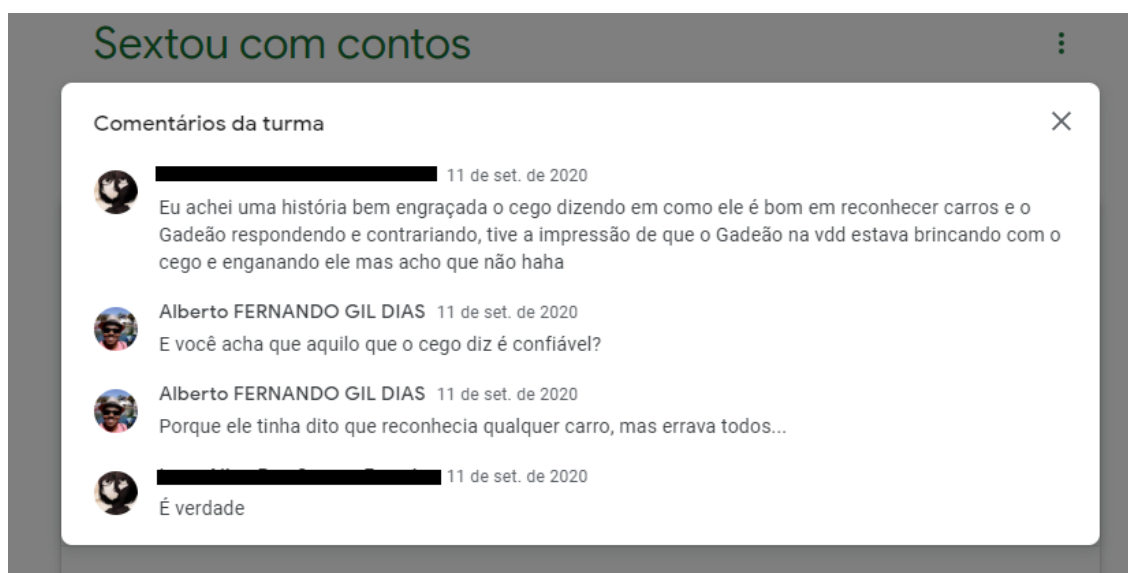 Sextou com contos
Comentários da turma
11 de set. de 2020
Eu achei uma história bem engraçada o cego dizendo em como ele é bom em reconhecer carros e o
Gadeão respondendo e contrariando, tive a impressão de que o Gadeão na vdd estava brincando com o
cego e enganando ele mas acho que não haha
Alberto FERNANDO GIL DIAS 11 de set. de 2020
E você acha que aquilo que o cego diz é confiável?
Alberto FERNANDO GIL DIAS 11 de set. de 2020
Porque ele tinha dito que reconhecia qualquer carro, mas errava todos...
11 de set. de 2020
É verdade